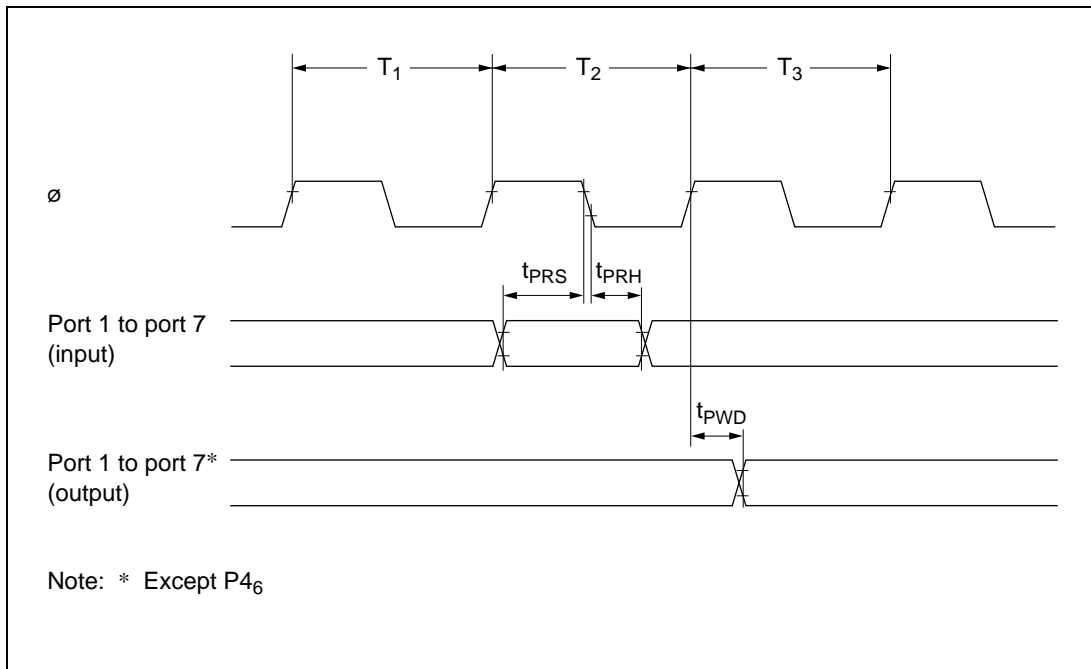 T1 T2 T3
ø
tPRS tPRH
Port 1 to port 7
(input)
tPWD
Port 1 to port 7*
(output)
Note: * Except P46